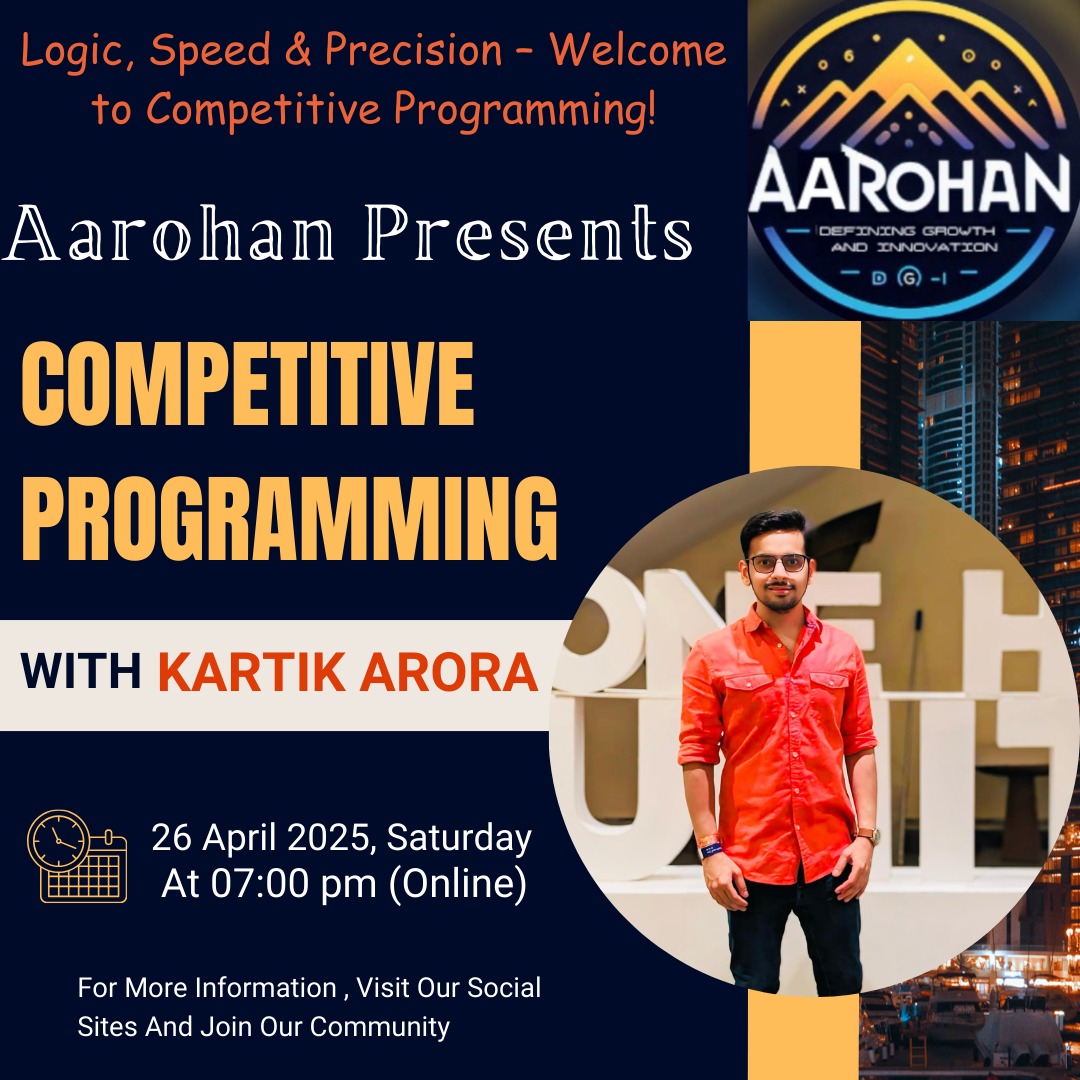 Logic, Speed & Precision – Welcome
to Competitive Programming!
AAROHAN
DEFINING GROWTH
AND INNOVATION
D G -I
Aarohan Presents
COMPETITIVE
PROGRAMMING
WITH KARTIK ARORA
26 April 2025, Saturday
At 07:00 pm (Online)
For More Information , Visit Our Social
Sites And Join Our Community